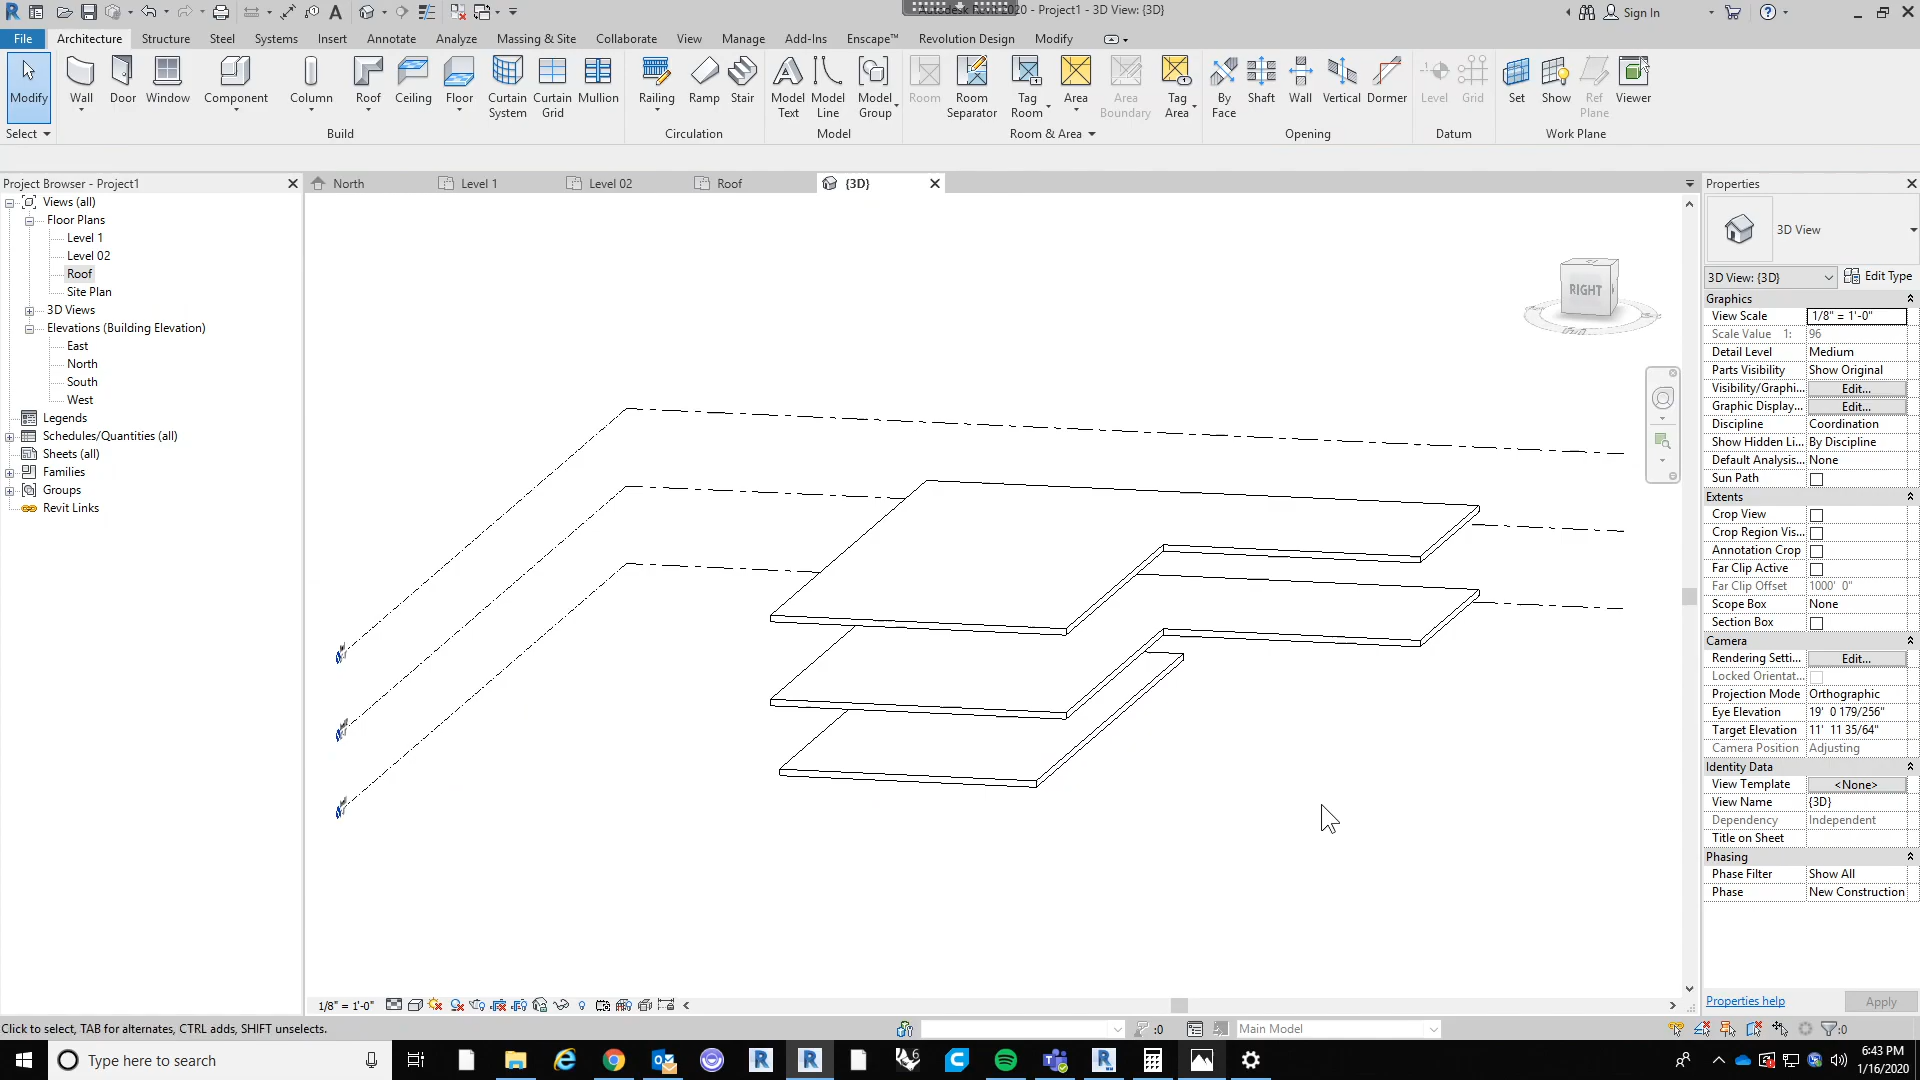 Autodesk Revit 2020 - Project1 - 3D View: {3D}
Sign In
File Architecture Structure Steel Systems Insert Annotate Analyze Massing & Site Collaborate View Manage Add-Ins Enscape™ Revolution Design Modify
Modify Wall Door Window Component Column Roof Ceiling Floor Curtain System Curtain Grid Mullion Railing Ramp Stair Model Text Model Line Model Group Room Room Separator Tag Room Area Area Boundary Tag Area By Face Shaft Wall Vertical Dormer Level Grid Set Show Ref Plane Viewer
Select Build Circulation Model Room & Area Opening Datum Work Plane
Project Browser - Project1
North Level 1 Level 02 Roof {3D}
Properties
Views (all)
Floor Plans
Level 1
Level 02
Roof
Site Plan
3D Views
Elevations (Building Elevation)
East
North
South
West
Legends
Schedules/Quantities (all)
Sheets (all)
Families
Groups
Revit Links
RIGHT
3D View
3D View: {3D} Edit Type
Graphics
View Scale 1/8" = 1'-0"
Scale Value 1: 96
Detail Level Medium
Parts Visibility Show Original
Visibility/Graphi... Edit...
Graphic Display... Edit...
Discipline Coordination
Show Hidden Li... By Discipline
Default Analysis... None
Sun Path
Extents
Crop View
Crop Region Vis...
Annotation Crop
Far Clip Active
Far Clip Offset 1000' 0"
Scope Box None
Section Box
Camera
Rendering Setti... Edit...
Locked Orientat...
Projection Mode Orthographic
Eye Elevation 19' 0 179/256"
Target Elevation 11' 11 35/64"
Camera Position Adjusting
Identity Data
View Template <None>
View Name {3D}
Dependency Independent
Title on Sheet
Phasing
Phase Filter Show All
Phase New Construction
Properties help Apply
1/8" = 1'-0"
Click to select, TAB for alternates, CTRL adds, SHIFT unselects.
:0
Main Model
:0
Type here to search
6:43 PM
1/16/2020